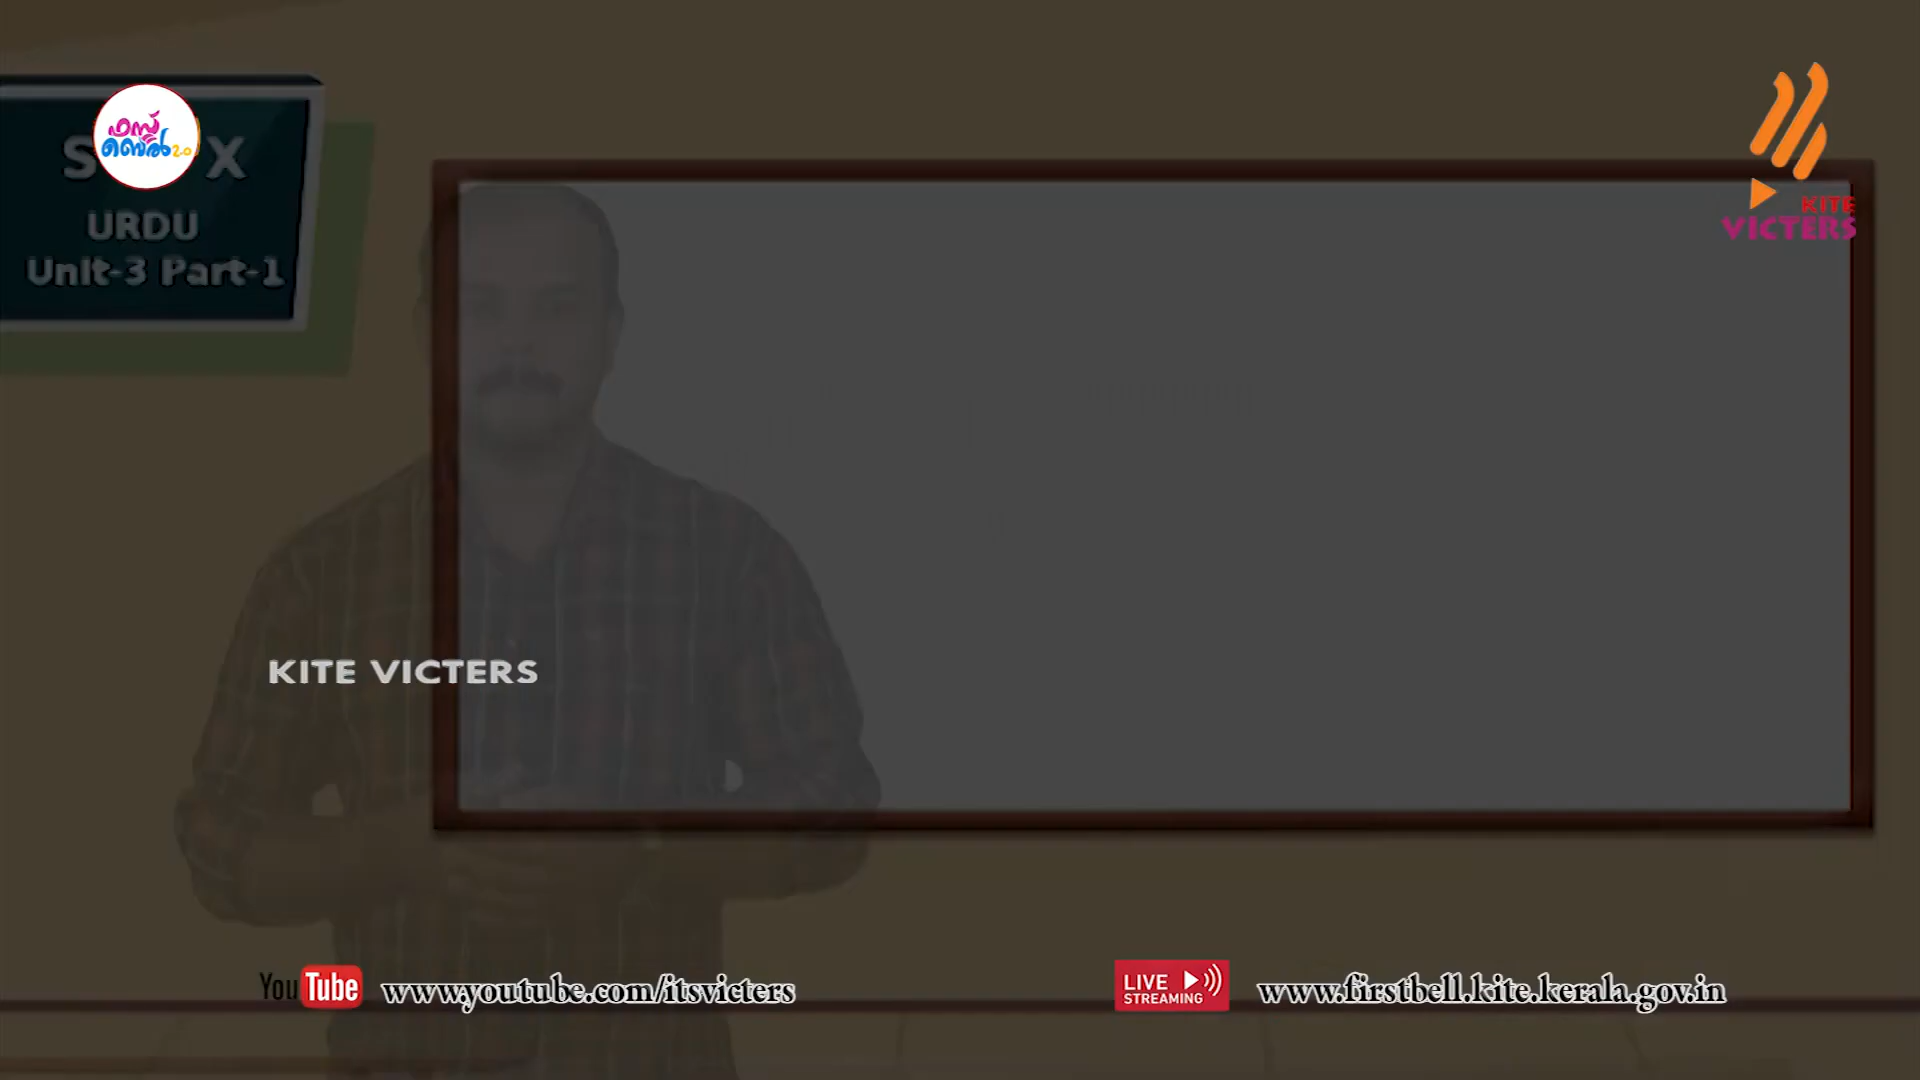 ഫസ്റ്റ്
ബെൽ 2.0
X
URDU
Unit-3 Part-1
KITE
VICTERS
KITE VICTERS
YouTube www.youtube.com/itsvicters
LIVE STREAMING www.firstbell.kite.kerala.gov.in